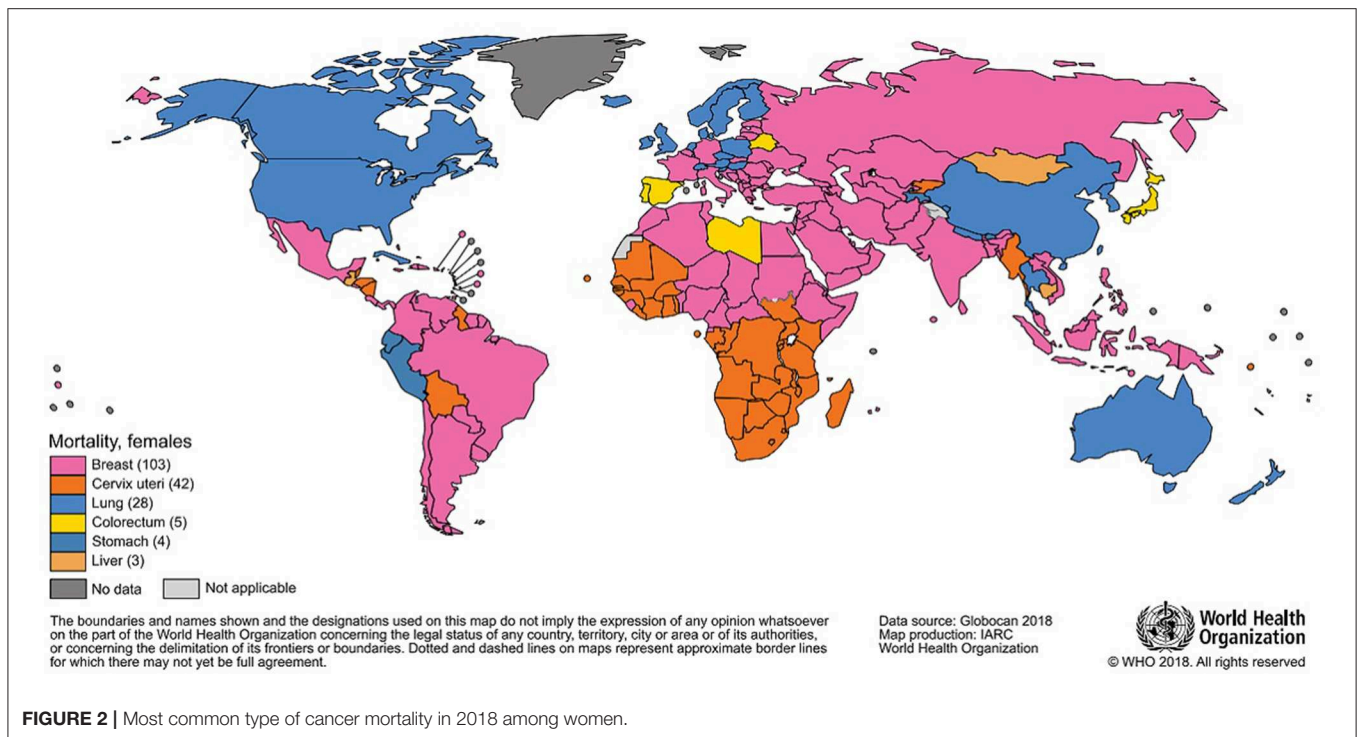 Mortality, females
Breast (103)
Cervix uteri (42)
Lung (28)
Colorectum (5)
Stomach (4)
Liver (3)
No data
Not applicable
The boundaries and names shown and the designations used on this map do not imply the expression of any opinion whatsoever
on the part of the World Health Organization concerning the legal status of any country, territory, city or area or of its authorities,
or concerning the delimitation of its frontiers or boundaries. Dotted and dashed lines on maps represent approximate border lines
for which there may not yet be full agreement.
Data source: Globocan 2018
Map production: IARC
World Health Organization
World Health
Organization
© WHO 2018. All rights reserved
FIGURE 2 | Most common type of cancer mortality in 2018 among women.